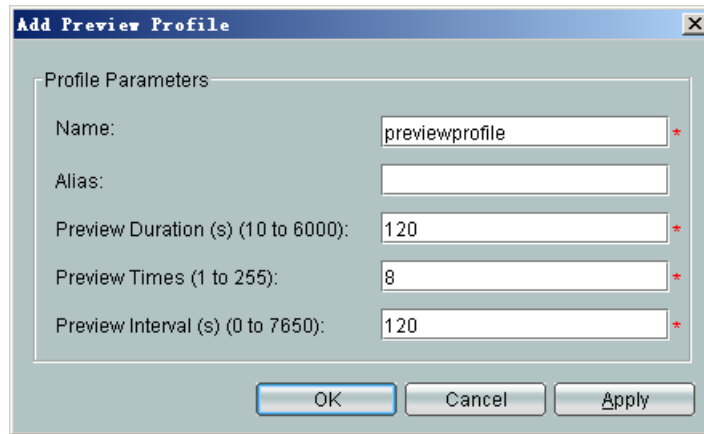 Add Preview Profile
Profile Parameters
Name: previewprofile *
Alias:
Preview Duration (s) (10 to 6000): 120 *
Preview Times (1 to 255): 8 *
Preview Interval (s) (0 to 7650): 120 *
OK Cancel Apply